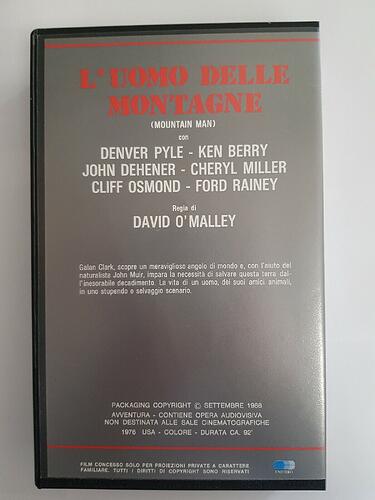 L'UOMO DELLE
MONTAGNE
(MOUNTAIN MAN)
con
DENVER PYLE - KEN BERRY
JOHN DEHENER - CHERYL MILLER
CLIFF OSMOND - FORD RAINEY
Regia di
DAVID O'MALLEY
Galan Clark, scopre un meraviglioso angolo di mondo e, con l'aiuto del
naturalista John Muir, impara la necessità di salvare questa terra dal-
l'inesorabile decadimento. La vita di un uomo, dei suoi amici animali,
in uno stupendo e selvaggio scenario.
PACKAGING COPYRIGHT © SETTEMBRE 1988
AVVENTURA - CONTIENE OPERA AUDIOVISIVA
NON DESTINATA ALLE SALE CINEMATOGRAFICHE
1976 USA - COLORE - DURATA CA. 92'
FILM CONCESSO SOLO PER PROIEZIONI PRIVATE A CARATTERE
FAMILIARE. TUTTI I DIRITTI DI COPYRIGHT SONO RISERVATI